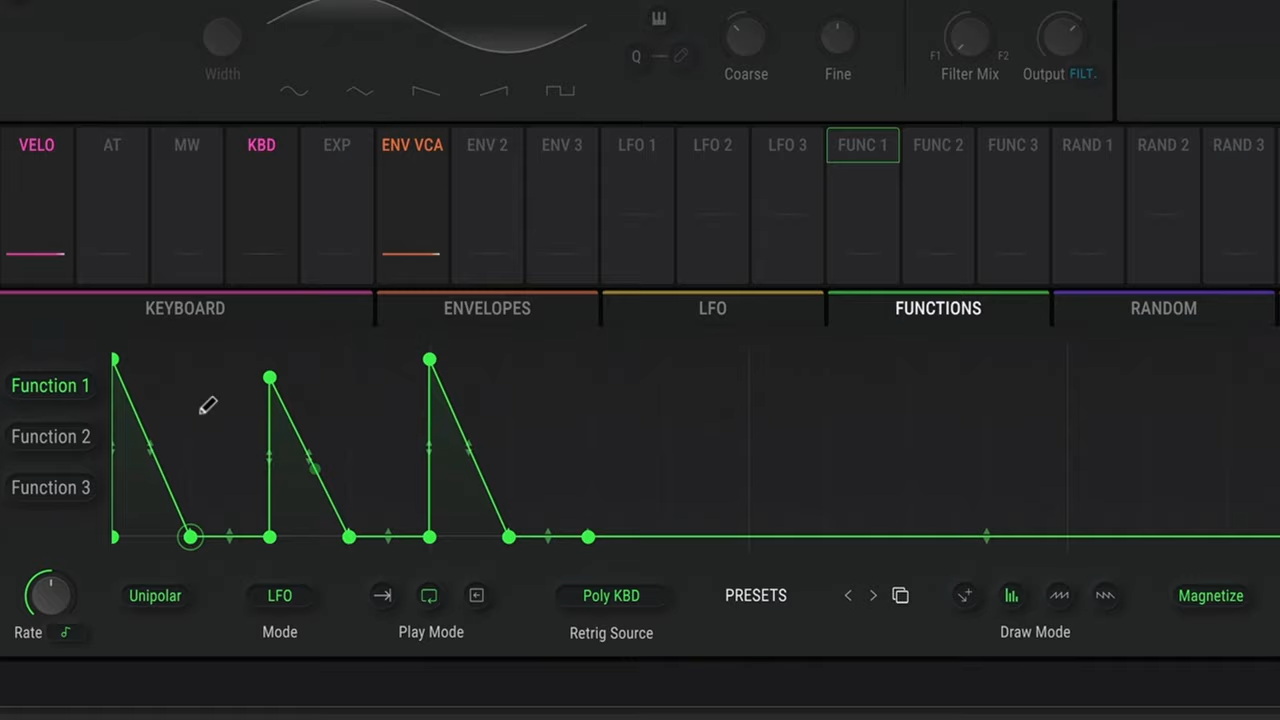 Q
Width
Coarse
Fine
F1
F2
Filter Mix
Output FILT.
VELO
AT
MW
KBD
EXP
ENV VCA
ENV 2
ENV 3
LFO 1
LFO 2
LFO 3
FUNC 1
FUNC 2
FUNC 3
RAND 1
RAND 2
RAND 3
KEYBOARD
ENVELOPES
LFO
FUNCTIONS
RANDOM
Function 1
Function 2
Function 3
Unipolar
LFO
Poly KBD
PRESETS
Magnetize
Rate
Mode
Play Mode
Retrig Source
Draw Mode